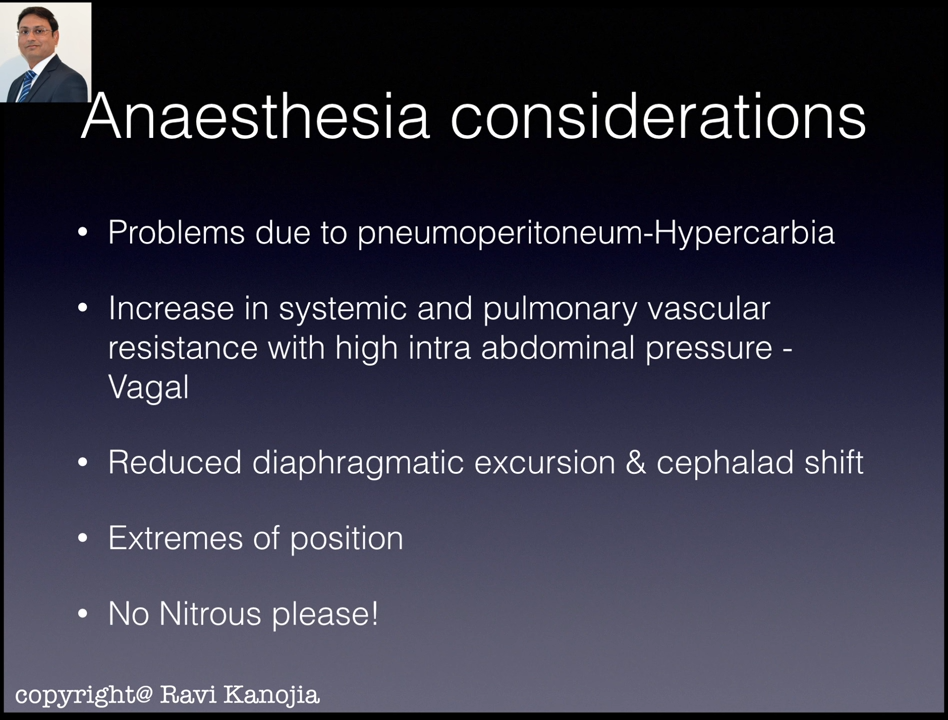 Anaesthesia considerations
• Problems due to pneumoperitoneum-Hypercarbia
• Increase in systemic and pulmonary vascular
resistance with high intra abdominal pressure -
Vagal
• Reduced diaphragmatic excursion & cephalad shift
• Extremes of position
• No Nitrous please!
copyright@ Ravi Kanojia